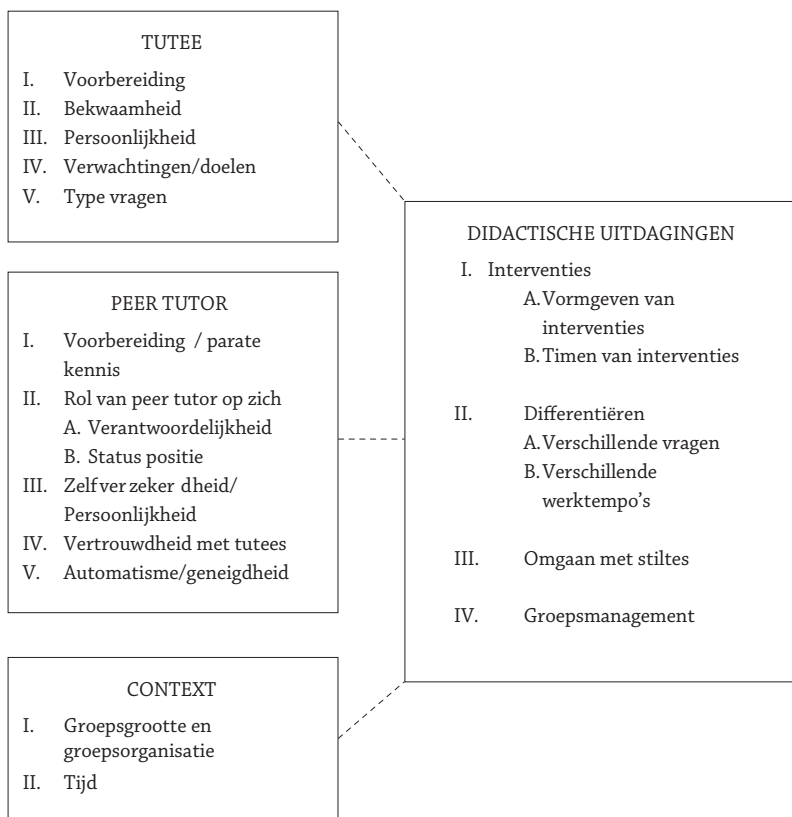 TUTEE
I. Voorbereiding
II. Bekwaamheid
III. Persoonlijkheid
IV. Verwachtingen/doelen
V. Type vragen
PEER TUTOR
I. Voorbereiding / parate
kennis
II. Rol van peer tutor op zich
A. Verantwoordelijkheid
B. Status positie
III. Zelfver zeker dheid/
Persoonlijkheid
IV. Vertrouwdheid met tutees
V. Automatisme/geneigdheid
CONTEXT
I. Groepsgrootte en
groepsorganisatie
II. Tijd
DIDACTISCHE UITDAGINGEN
I. Interventies
A.Vormgeven van
interventies
B.Timen van interventies
II. Differentiëren
A.Verschillende vragen
B.Verschillende
werktempo's
III. Omgaan met stiltes
IV. Groepsmanagement